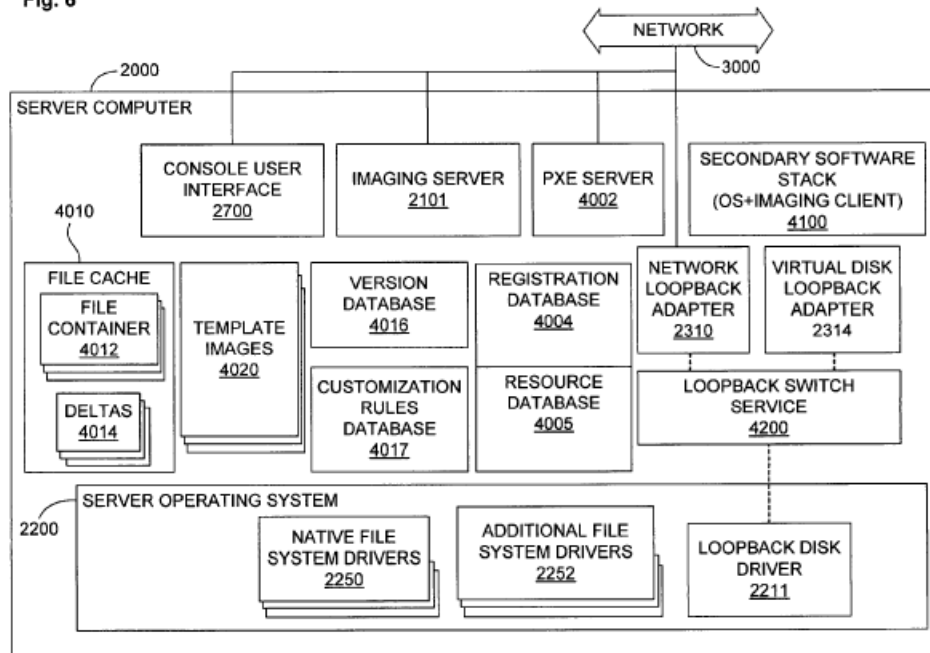 Fig. 6
NETWORK
3000
2000
SERVER COMPUTER
CONSOLE USER
INTERFACE
2700
IMAGING SERVER
2101
PXE SERVER
4002
SECONDARY SOFTWARE
STACK
(OS+IMAGING CLIENT)
4100
4010
FILE CACHE
FILE
CONTAINER
4012
DELTAS
4014
TEMPLATE
IMAGES
4020
VERSION
DATABASE
4016
CUSTOMIZATION
RULES
DATABASE
4017
REGISTRATION
DATABASE
4004
RESOURCE
DATABASE
4005
NETWORK
LOOPBACK
ADAPTER
2310
VIRTUAL DISK
LOOPBACK
ADAPTER
2314
LOOPBACK SWITCH
SERVICE
4200
2200
SERVER OPERATING SYSTEM
NATIVE FILE
SYSTEM DRIVERS
2250
ADDITIONAL FILE
SYSTEM DRIVERS
2252
LOOPBACK DISK
DRIVER
2211